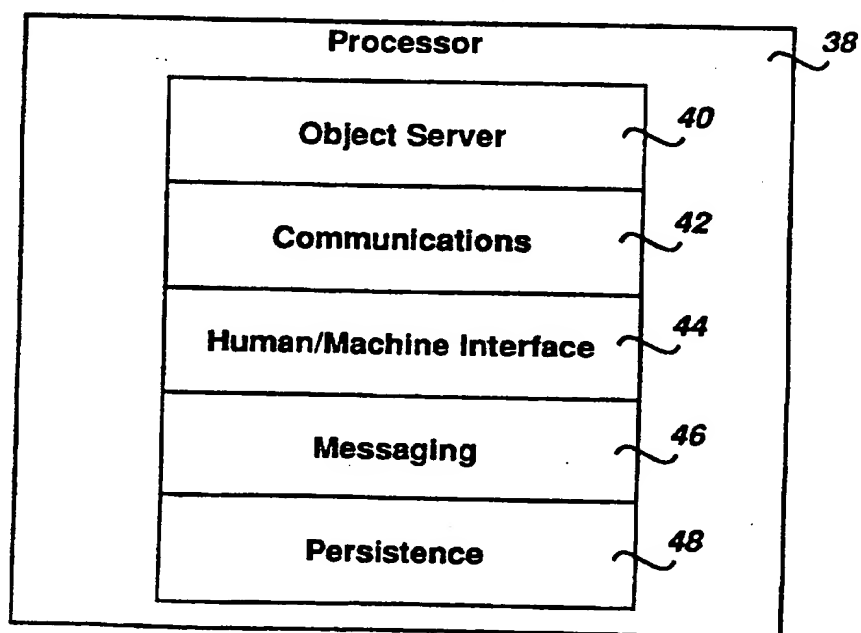 Processor 38
Object Server 40
Communications 42
Human/Machine Interface 44
Messaging 46
Persistence 48